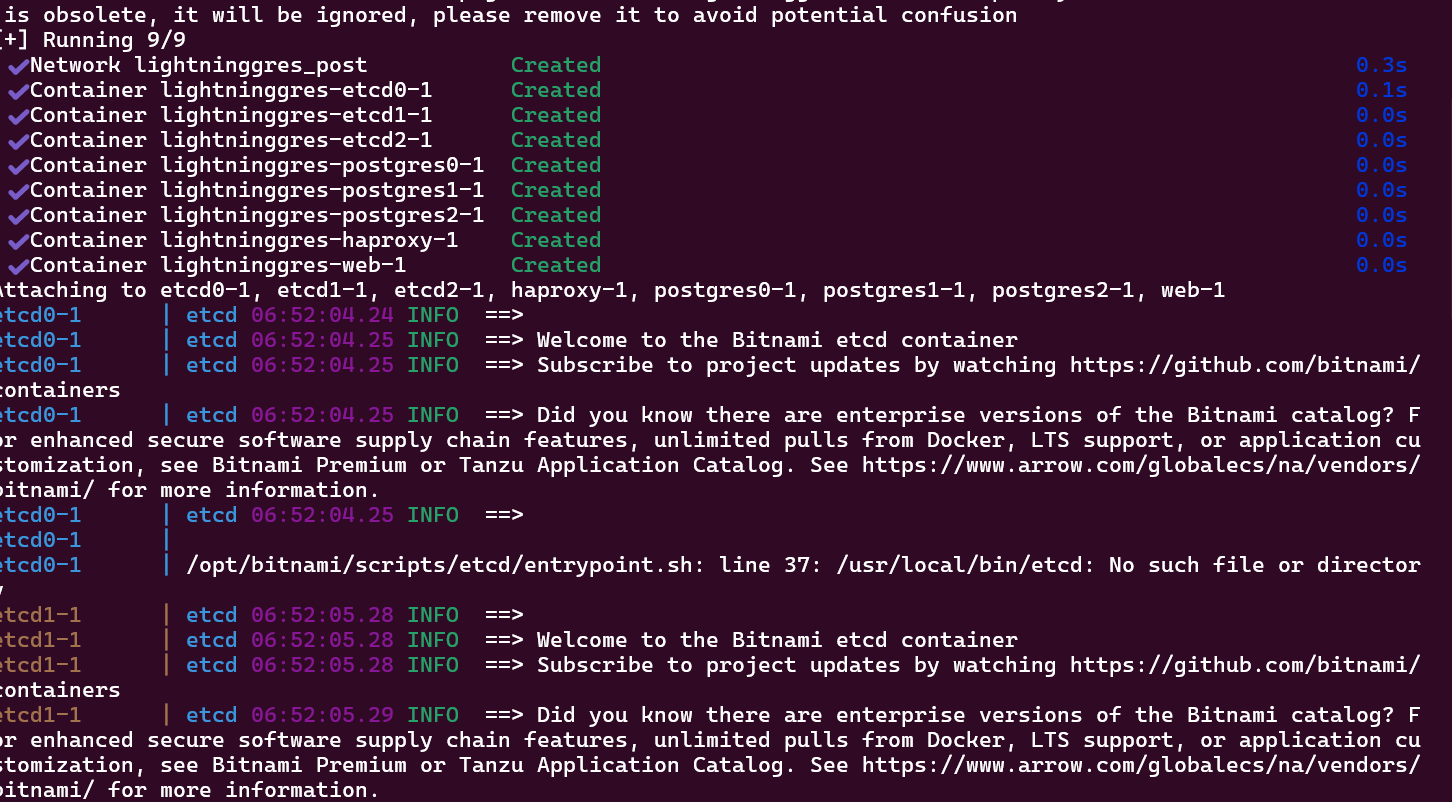 is obsolete, it will be ignored, please remove it to avoid potential confusion
[+] Running 9/9
✔Network lightninggres_post Created 0.3s
✔Container lightninggres-etcd0-1 Created 0.1s
✔Container lightninggres-etcd1-1 Created 0.0s
✔Container lightninggres-etcd2-1 Created 0.0s
✔Container lightninggres-postgres0-1 Created 0.0s
✔Container lightninggres-postgres1-1 Created 0.0s
✔Container lightninggres-postgres2-1 Created 0.0s
✔Container lightninggres-haproxy-1 Created 0.0s
✔Container lightninggres-web-1 Created 0.0s
Attaching to etcd0-1, etcd1-1, etcd2-1, haproxy-1, postgres0-1, postgres1-1, postgres2-1, web-1
etcd0-1 | etcd 06:52:04.24 INFO ==>
etcd0-1 | etcd 06:52:04.25 INFO ==> Welcome to the Bitnami etcd container
etcd0-1 | etcd 06:52:04.25 INFO ==> Subscribe to project updates by watching https://github.com/bitnami/
containers
etcd0-1 | etcd 06:52:04.25 INFO ==> Did you know there are enterprise versions of the Bitnami catalog? F
or enhanced secure software supply chain features, unlimited pulls from Docker, LTS support, or application cu
stomization, see Bitnami Premium or Tanzu Application Catalog. See https://www.arrow.com/globalecs/na/vendors/
bitnami/ for more information.
etcd0-1 | etcd 06:52:04.25 INFO ==>
etcd0-1 |
etcd0-1 | /opt/bitnami/scripts/etcd/entrypoint.sh: line 37: /usr/local/bin/etcd: No such file or director
y
etcd1-1 | etcd 06:52:05.28 INFO ==>
etcd1-1 | etcd 06:52:05.28 INFO ==> Welcome to the Bitnami etcd container
etcd1-1 | etcd 06:52:05.28 INFO ==> Subscribe to project updates by watching https://github.com/bitnami/
containers
etcd1-1 | etcd 06:52:05.29 INFO ==> Did you know there are enterprise versions of the Bitnami catalog? F
or enhanced secure software supply chain features, unlimited pulls from Docker, LTS support, or application cu
stomization, see Bitnami Premium or Tanzu Application Catalog. See https://www.arrow.com/globalecs/na/vendors/
bitnami/ for more information.